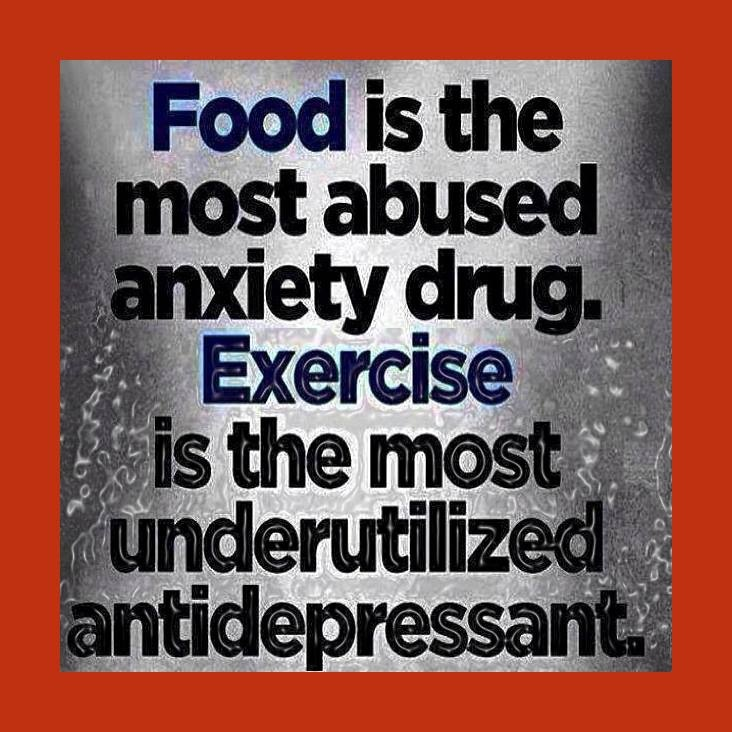 Food is the
most abused
anxiety drug.
Exercise
is the most
underutilized
antidepressant.